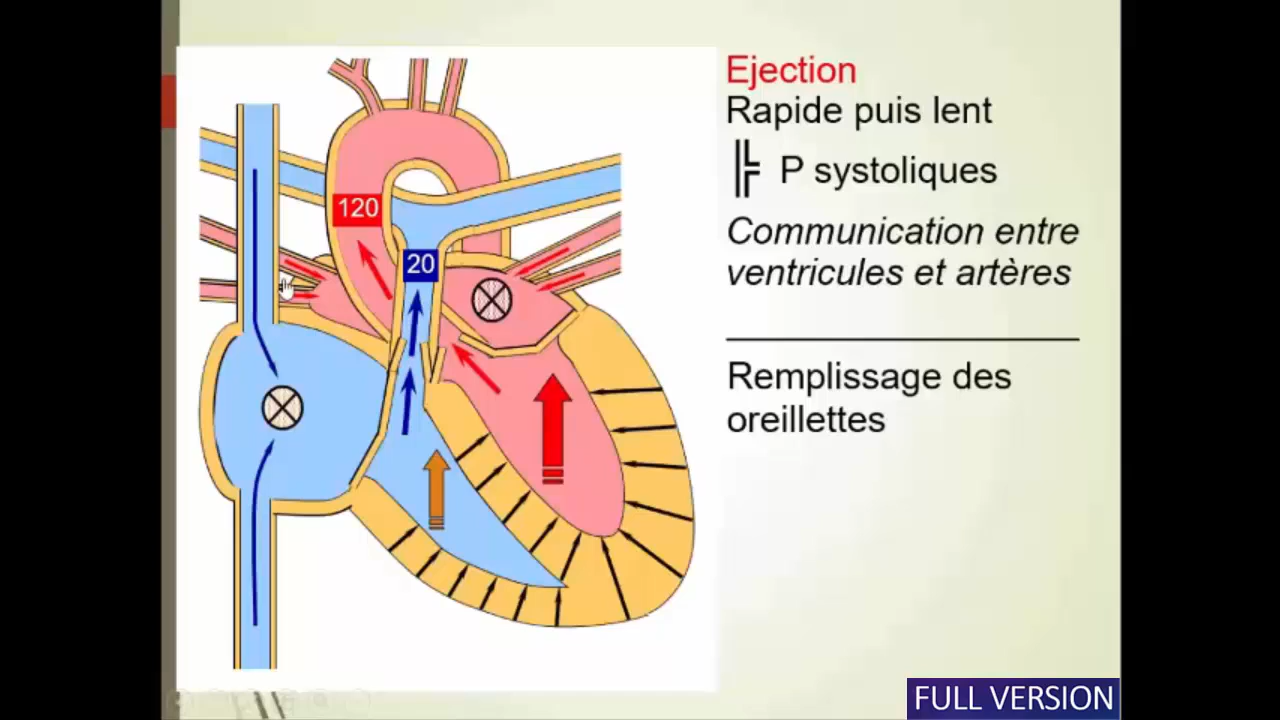 Ejection
Rapide puis lent
P systoliques
Communication entre
ventricules et artères
Remplissage des
oreillettes
120
20
FULL VERSION